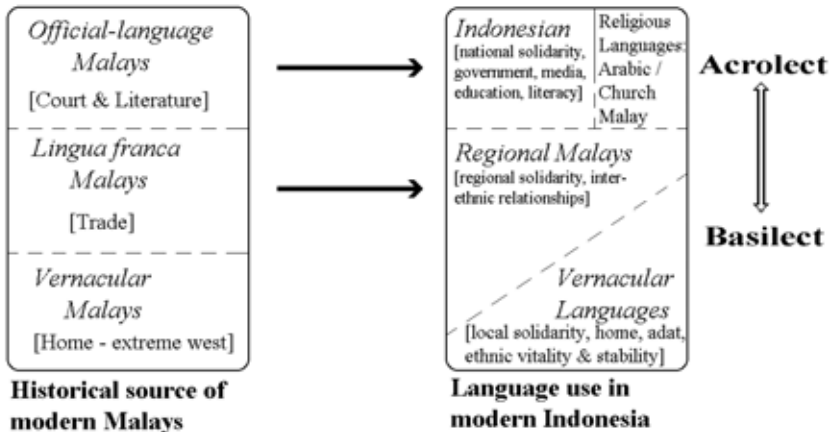 Official-language
Malays
[Court & Literature]
Lingua franca
Malays
[Trade]
Vernacular
Malays
[Home - extreme west]
Historical source of
modern Malays
Indonesian
[national solidarity,
government, media,
education, literacy]
Religious
Languages:
Arabic /
Church
Malay
Regional Malays
[regional solidarity, inter-
ethnic relationships]
Vernacular
Languages
[local solidarity, home, adat,
ethnic vitality & stability]
Language use in
modern Indonesia
Acrolect
Basilect